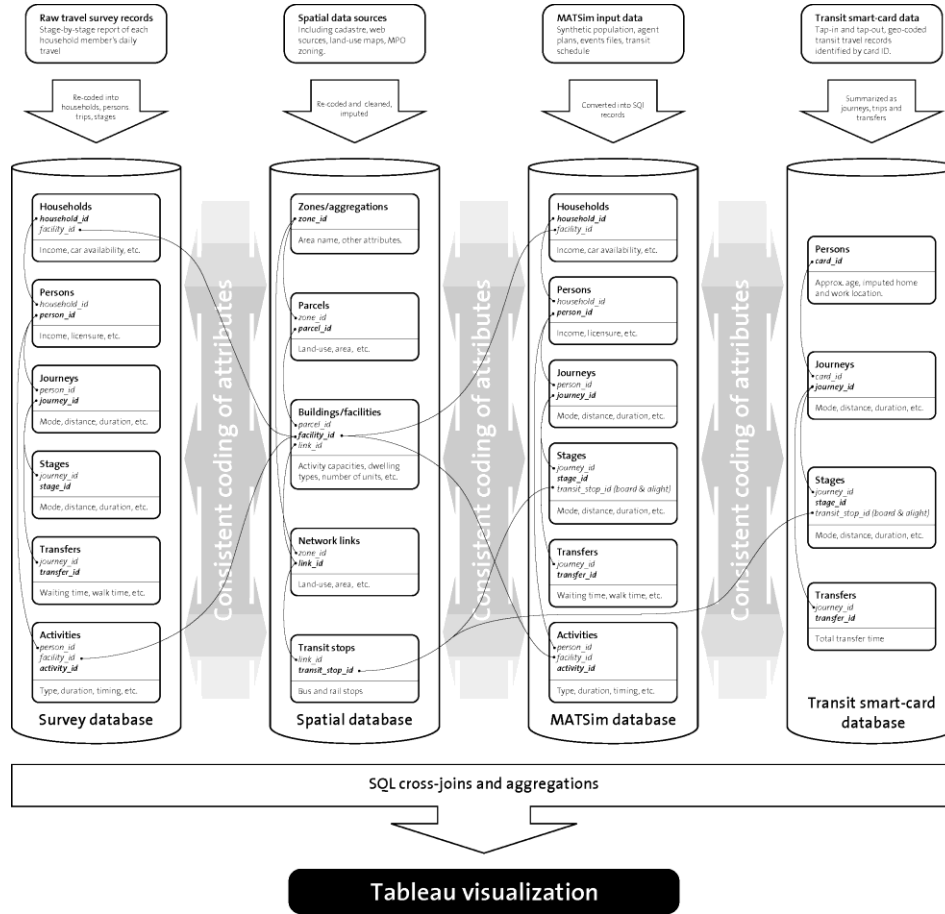 Raw travel survey records
Stage-by-stage report of each
household member's daily
travel
Spatial data sources
Including cadastre, web
sources, land-use maps, MPO
zoning.
MATSim input data
Synthetic population, agent
plans, events files, transit
schedule
Transit smart-card data
Tap-in and tap-out, geo-coded
transit travel records
identified by card ID.
Re-coded into
households, persons
trips, stages
Re-coded and cleaned,
imputed
Converted into SQl
records
Summarized as
journeys, trips and
transfers
Households
household_id
facility_id
Income, car availability, etc.
Persons
household_id
person_id
Income, licensure, etc.
Journeys
person_id
journey_id
Mode, distance, duration, etc.
Stages
journey_id
stage_id
Mode, distance, duration, etc.
Transfers
journey_id
transfer_id
Waiting time, walk time, etc.
Activities
person_id
facility_id
activity_id
Type, duration, timing, etc.
Survey database
Consistent coding of attributes
Zones/aggregations
zone_id
Area name, other attributes.
Parcels
zone_id
parcel_id
Land-use, area, etc.
Buildings/facilities
parcel_id
facility_id
link_id
Activity capacities, dwelling
types, number of units, etc.
Network links
zone_id
link_id
Land-use, area, etc.
Transit stops
link_id
transit_stop_id
Bus and rail stops
Spatial database
Consistent coding of attributes
Households
household_id
facility_id
Income, car availability, etc.
Persons
household_id
person_id
Income, licensure, etc.
Journeys
person_id
journey_id
Mode, distance, duration, etc.
Stages
journey_id
stage_id
transit_stop_id (board & alight)
Mode, distance, duration, etc.
Transfers
journey_id
transfer_id
Waiting time, walk time, etc.
Activities
person_id
facility_id
activity_id
Type, duration, timing, etc.
MATSim database
Consistent coding of attributes
Persons
card_id
Approx. age, imputed home
and work location.
Journeys
card_id
journey_id
Mode, distance, duration, etc.
Stages
journey_id
stage_id
transit_stop_id (board & alight)
Mode, distance, duration, etc.
Transfers
journey_id
transfer_id
Total transfer time
Transit smart-card
database
SQL cross-joins and aggregations
Tableau visualization